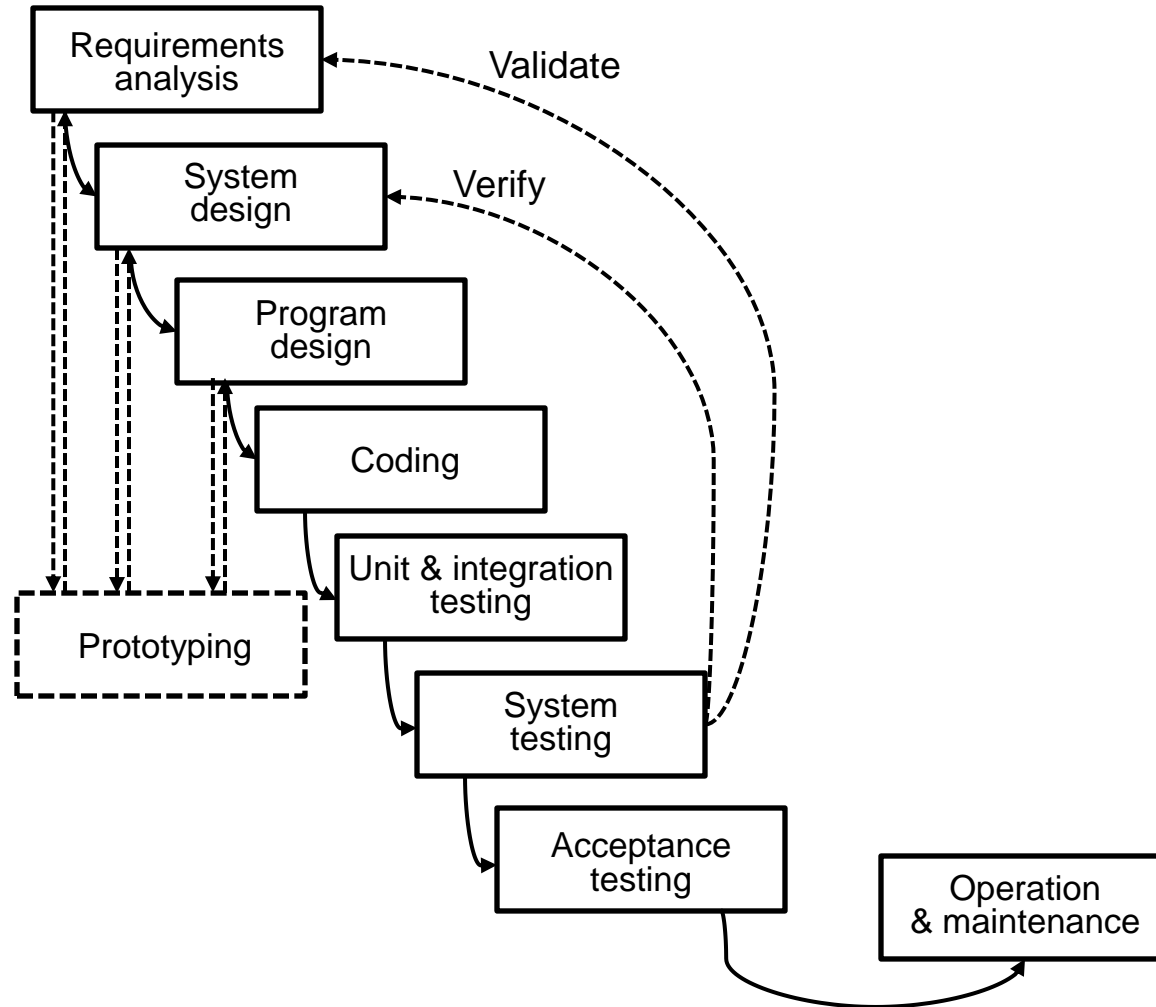 Requirements
analysis
Validate
System
design
Verify
Program
design
Coding
Unit & integration
testing
Prototyping
System
testing
Acceptance
testing
Operation
& maintenance